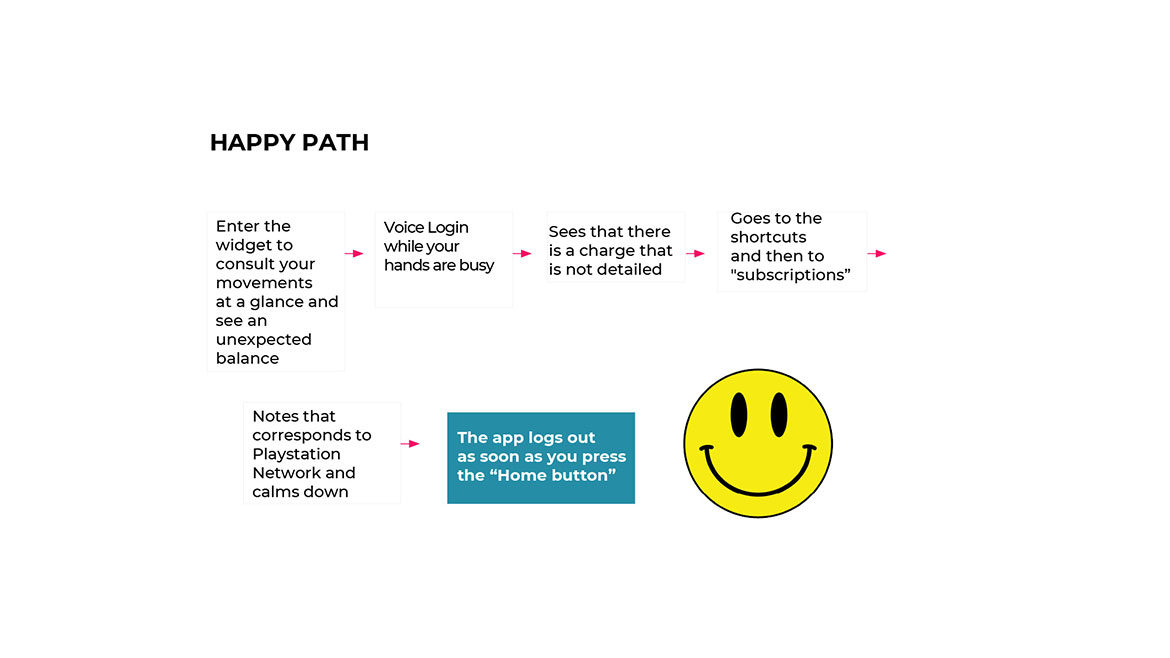 HAPPY PATH
Enter the
widget to
consult your
movements
at a glance and
see an
unexpected
balance
Voice Login
while your
hands are busy
Sees that there
is a charge that
is not detailed
Goes to the
shortcuts
and then to
"subscriptions”
Notes that
corresponds to
Playstation
Network and
calms down
The app logs out
as soon as you press
the “Home button”